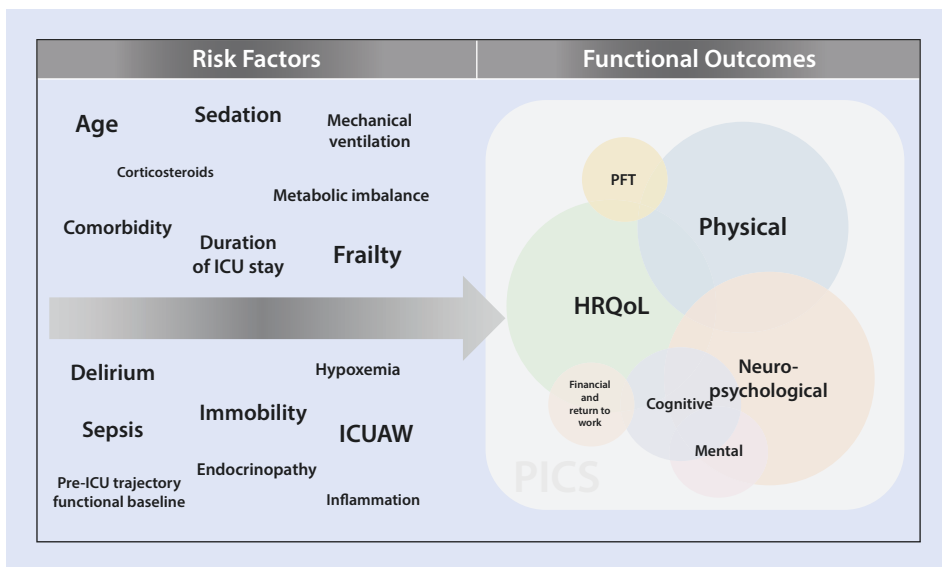 Risk Factors
Functional Outcomes
Age
Sedation
Mechanical
ventilation
Corticosteroids
Metabolic imbalance
Comorbidity
Duration
of ICU stay
Frailty
Delirium
Hypoxemia
Immobility
Sepsis
ICUAW
Pre-ICU trajectory
functional baseline
Endocrinopathy
Inflammation
PFT
Physical
HRQoL
Neuro-
psychological
Financial
and
return to
work
Cognitive
Mental
PICS